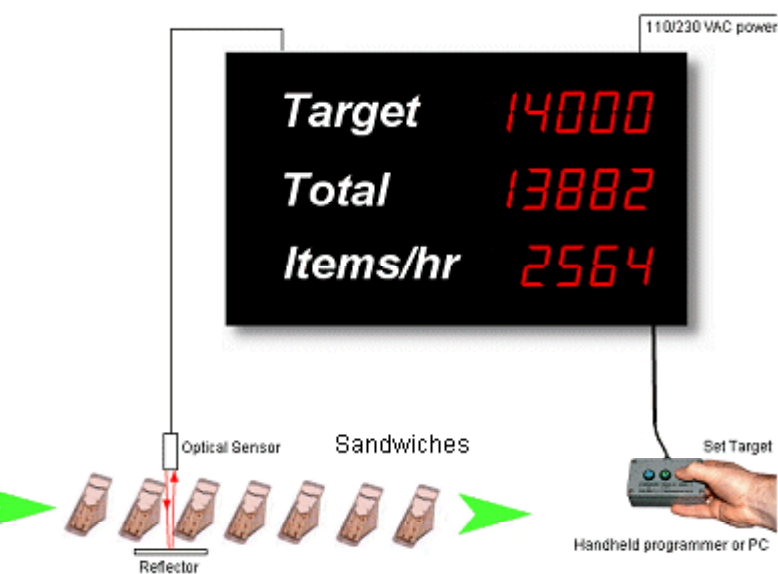 110/230 VAC power
Target 14000
Total 13882
Items/hr 2564
Optical Sensor
Sandwiches
Set Target
Handheld programmer or PC
Reflector